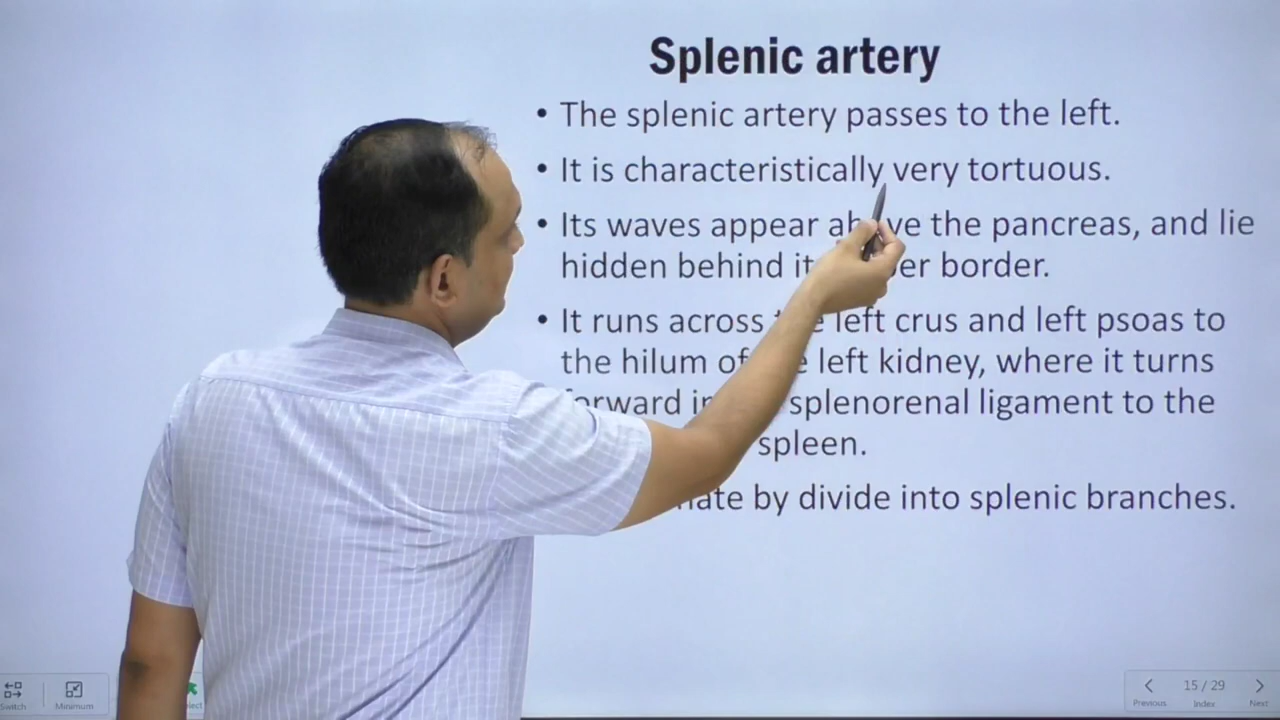 Splenic artery
• The splenic artery passes to the left.
• It is characteristically very tortuous.
• Its waves appear ve the pancreas, and lie
hidden behind border.
• It runs across left crus and left psoas to
the hilum of left kidney, where it turns
splenorenal ligament to the
spleen.
by divide into splenic branches.
Switch
Minimum
Previous
15 / 29
Index
Next